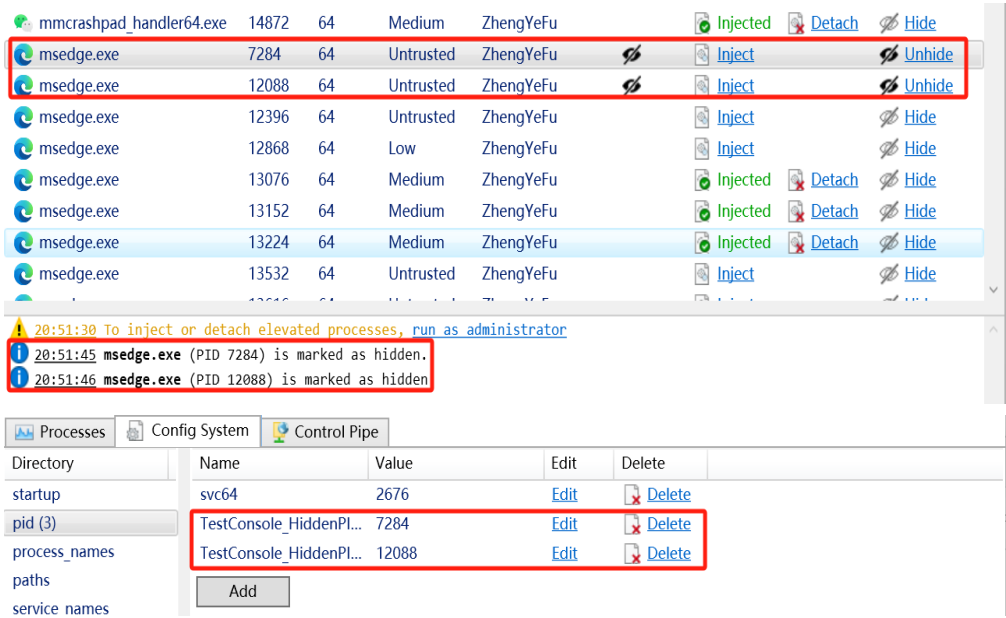 mmcrashpad_handler64.exe 14872 64 Medium ZhengYeFu Injected Detach Hide
msedge.exe 7284 64 Untrusted ZhengYeFu Inject Unhide
msedge.exe 12088 64 Untrusted ZhengYeFu Inject Unhide
msedge.exe 12396 64 Untrusted ZhengYeFu Inject Hide
msedge.exe 12868 64 Low ZhengYeFu Inject Hide
msedge.exe 13076 64 Medium ZhengYeFu Injected Detach Hide
msedge.exe 13152 64 Medium ZhengYeFu Injected Detach Hide
msedge.exe 13224 64 Medium ZhengYeFu Injected Detach Hide
msedge.exe 13532 64 Untrusted ZhengYeFu Inject Hide
20:51:30 To inject or detach elevated processes, run as administrator
20:51:45 msedge.exe (PID 7284) is marked as hidden.
20:51:46 msedge.exe (PID 12088) is marked as hidden
Processes Config System Control Pipe
Directory Name Value Edit Delete
startup svc64 2676 Edit Delete
pid (3) TestConsole_HiddenPI... 7284 Edit Delete
process_names TestConsole_HiddenPI... 12088 Edit Delete
paths Add
service names